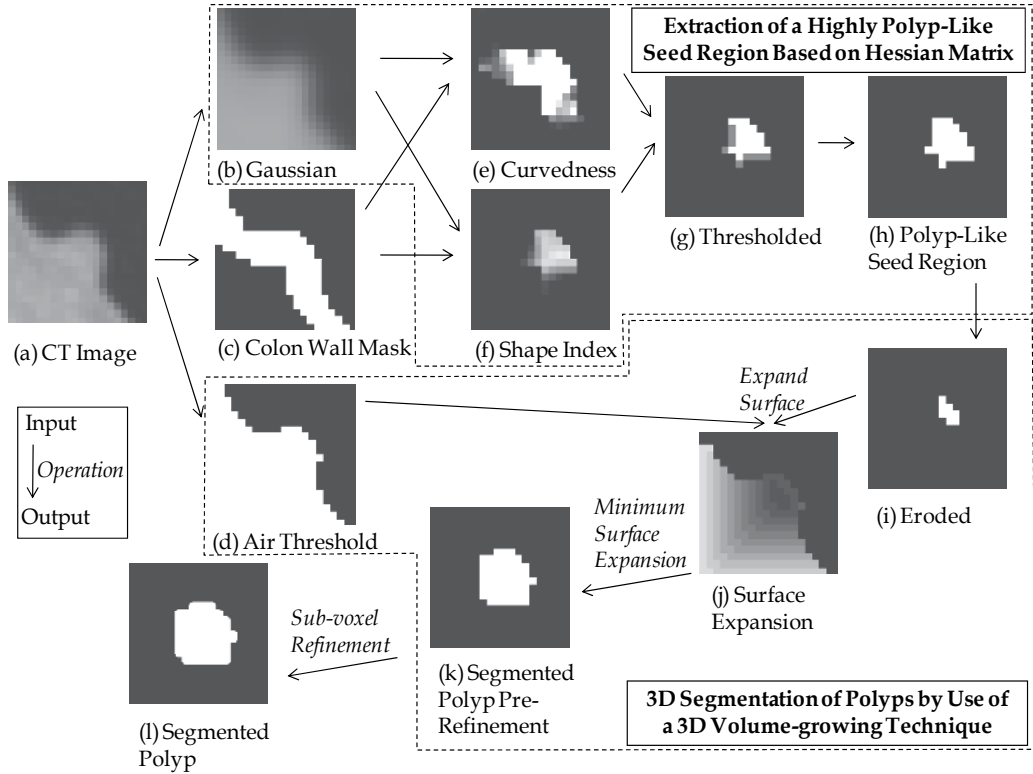 Extraction of a Highly Polyp-Like
Seed Region Based on Hessian Matrix
(b) Gaussian
(e) Curvedness
(g) Thresholded
(h) Polyp-Like
Seed Region
(a) CT Image
(c) Colon Wall Mask
(f) Shape Index
Expand
Surface
Input
Operation
Output
(d) Air Threshold
Minimum
Surface
Expansion
(i) Eroded
(j) Surface
Expansion
Sub-voxel
Refinement
(k) Segmented
Polyp Pre-
Refinement
(l) Segmented
Polyp
3D Segmentation of Polyps by Use of
a 3D Volume-growing Technique